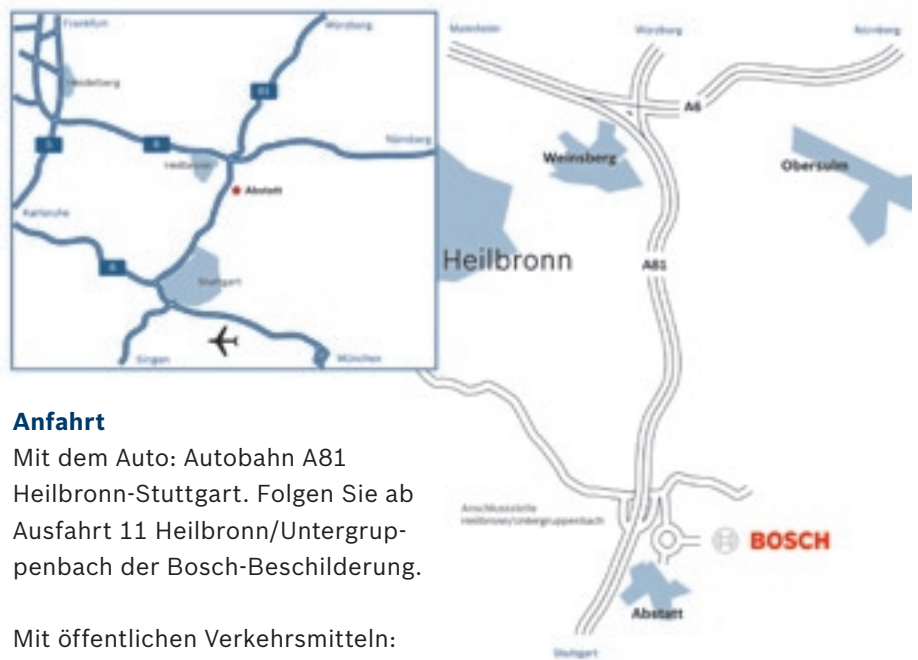 Frankfurt
Würzburg
Heidelberg
81
Nürnberg
5
6
Heilbronn
Abstatt
Karlsruhe
8
Stuttgart
Singen
München
Mannheim
Würzburg
Nürnberg
A6
Weinsberg
Obersulm
Heilbronn
A81
Anschlussstelle
Heilbronn/Untergruppenbach
BOSCH
Abstatt
Stuttgart
Anfahrt
Mit dem Auto: Autobahn A81
Heilbronn-Stuttgart. Folgen Sie ab
Ausfahrt 11 Heilbronn/Untergrup-
penbach der Bosch-Beschilderung.
Mit öffentlichen Verkehrsmitteln: